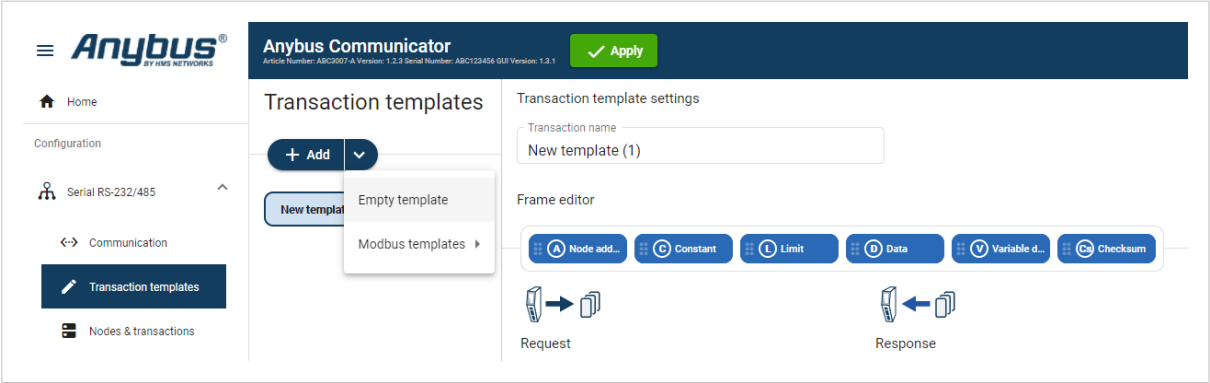 Anybus®
BY HMS NETWORKS
Anybus Communicator
Article Number: ABC3007-A Version: 1.2.3 Serial Number: ABC123456 GUI Version: 1.3.1
Apply
Home
Configuration
Serial RS-232/485
Communication
Transaction templates
Nodes & transactions
Transaction templates
Add
New templat
Empty template
Modbus templates
Transaction template settings
Transaction name
New template (1)
Frame editor
A Node add...
C Constant
L Limit
D Data
V Variable d...
Cs Checksum
Request
Response